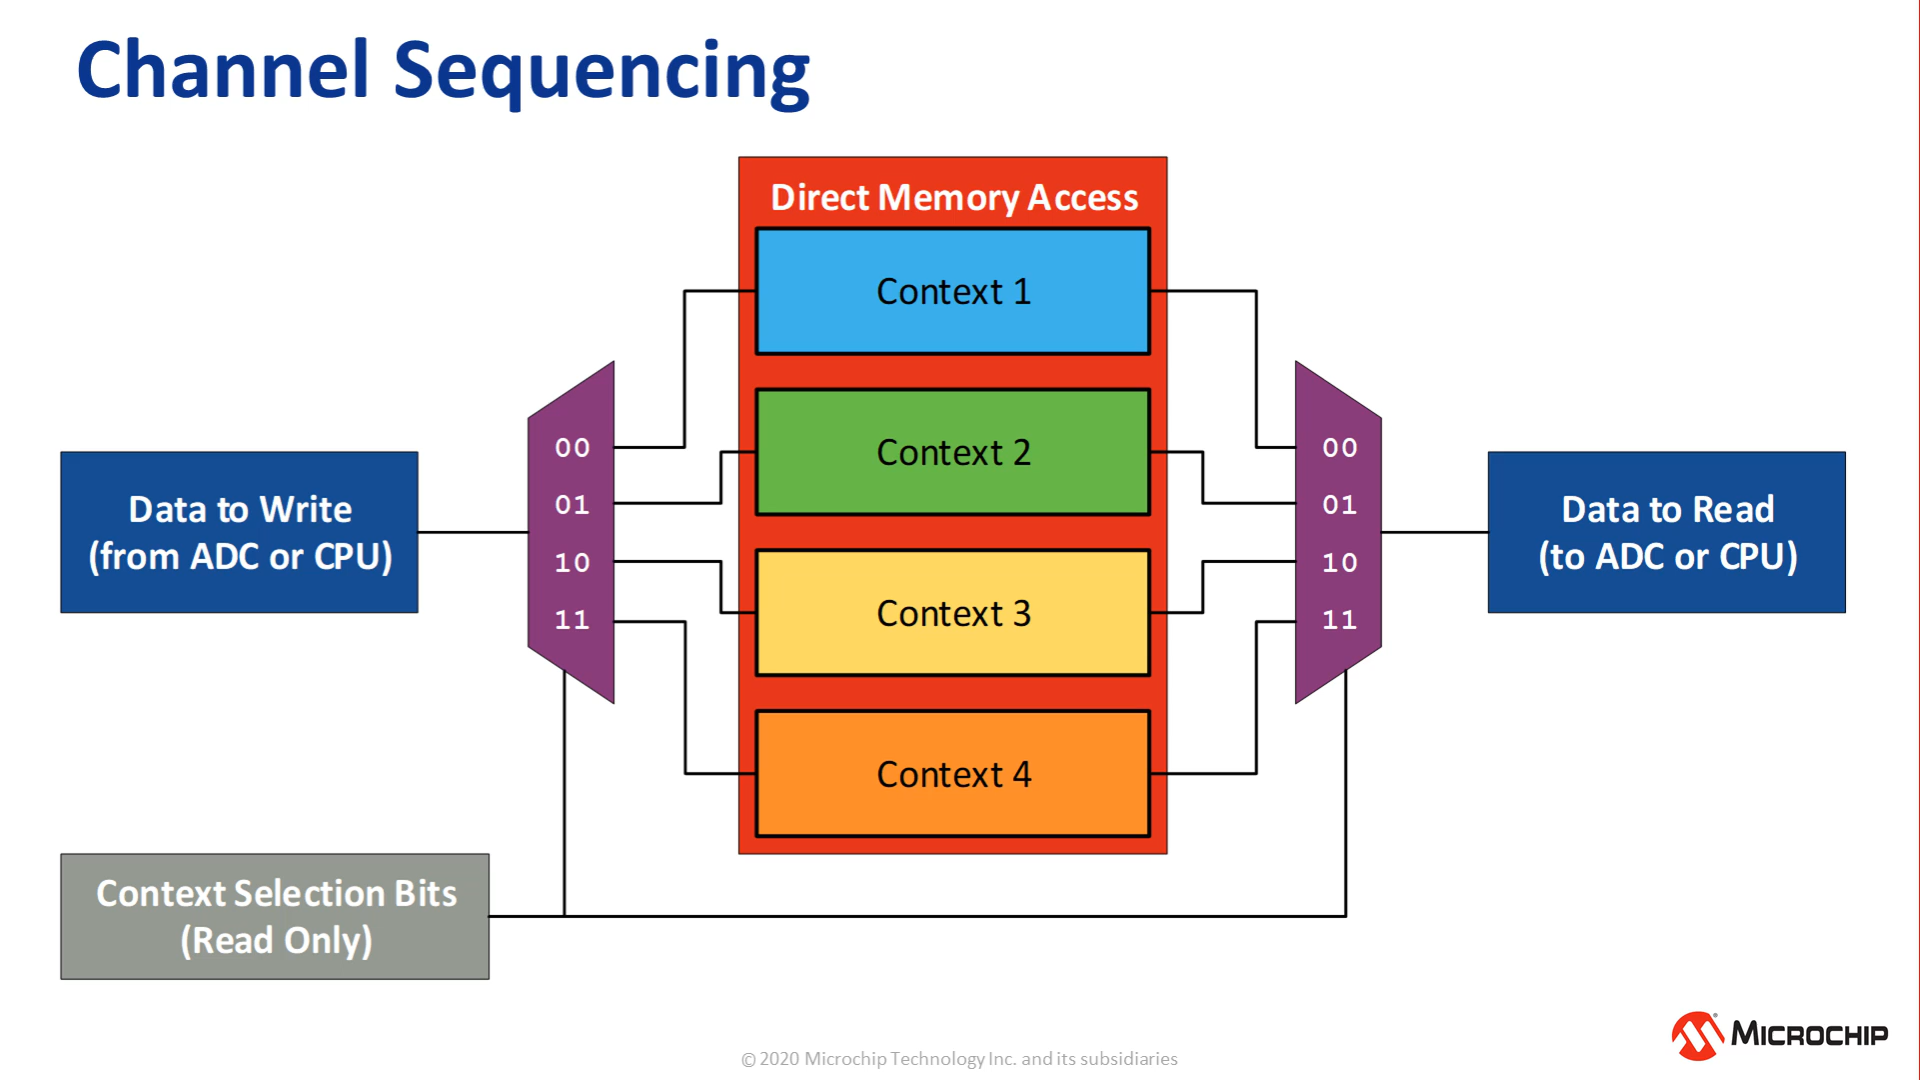 Channel Sequencing
Direct Memory Access
Context 1
Context 2
Context 3
Context 4
00
01
10
11
00
01
10
11
Data to Write
(from ADC or CPU)
Data to Read
(to ADC or CPU)
Context Selection Bits
(Read Only)
© 2020 Microchip Technology Inc. and its subsidiaries
® MICROCHIP